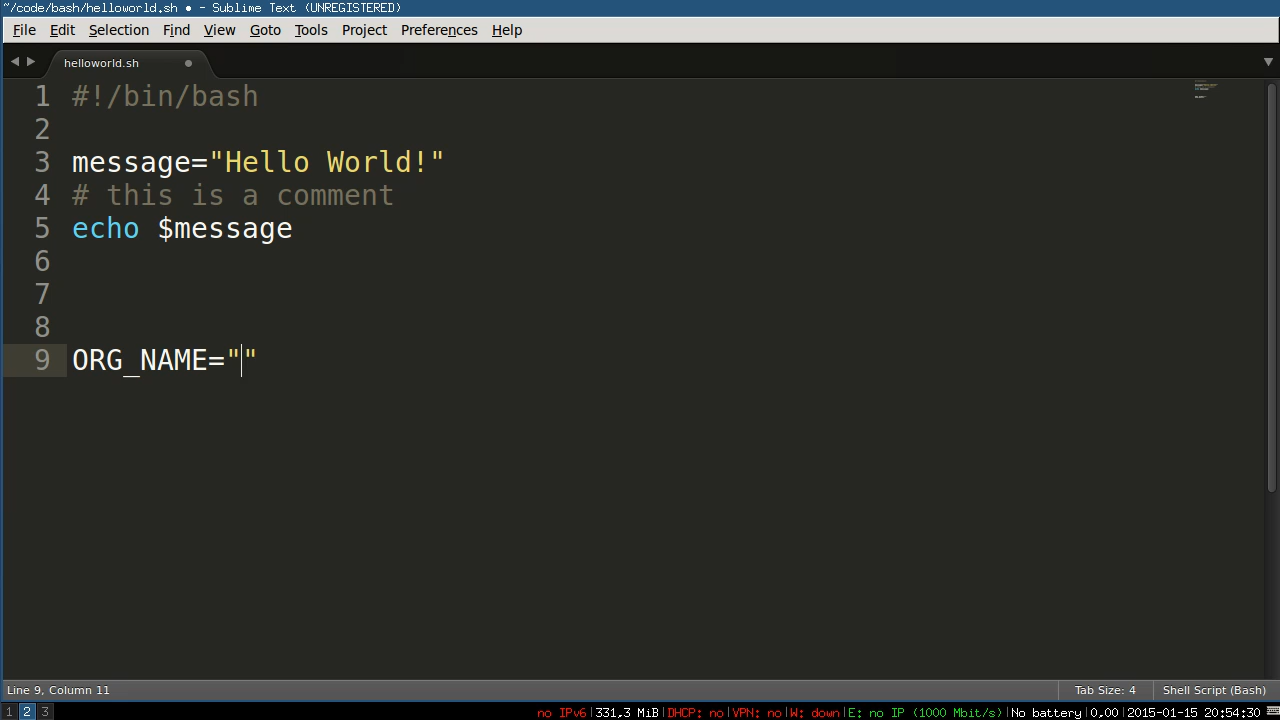 ~/code/bash/helloworld.sh • - Sublime Text (UNREGISTERED)
File Edit Selection Find View Goto Tools Project Preferences Help
helloworld.sh
1 #!/bin/bash
2
3 message="Hello World!"
4 # this is a comment
5 echo $message
6
7
8
9 ORG_NAME=""
Line 9, Column 11 Tab Size: 4 Shell Script (Bash)
1 2 3 no IPv6|331,3 MiB|DHCP: no|VPN: no|W: down|E: no IP (1000 Mbit/s)|No battery|0,00|2015-01-15 20:54:30